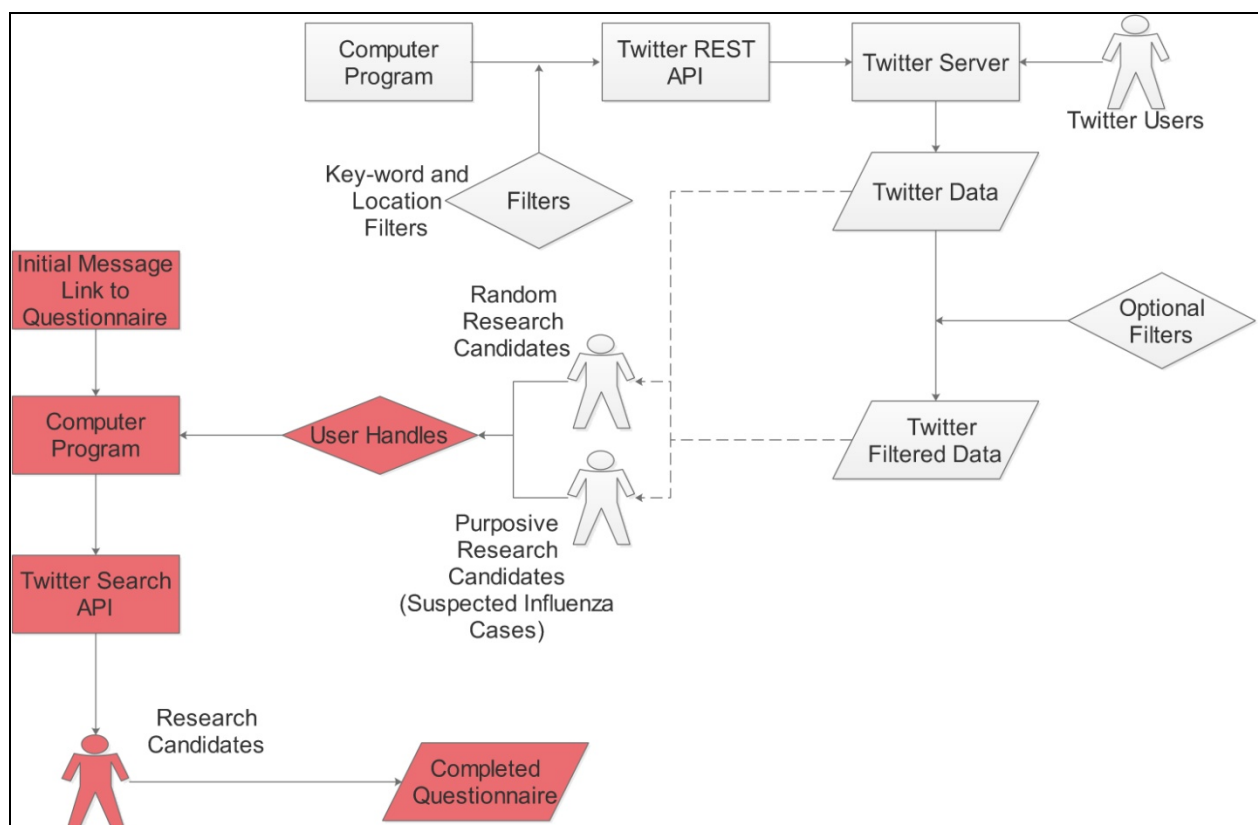 Computer
Program
Twitter REST
API
Twitter Server
Twitter Users
Key-word and
Location
Filters
Filters
Twitter Data
Initial Message
Link to
Questionnaire
Random
Research
Candidates
Optional
Filters
Computer
Program
User Handles
Twitter
Filtered Data
Purposive
Research
Candidates
(Suspected Influenza
Cases)
Twitter Search
API
Research
Candidates
Completed
Questionnaire